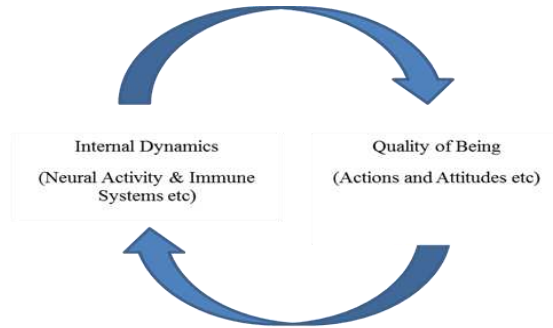 Internal Dynamics
(Neural Activity & Immune
Systems etc)
Quality of Being
(Actions and Attitudes etc)